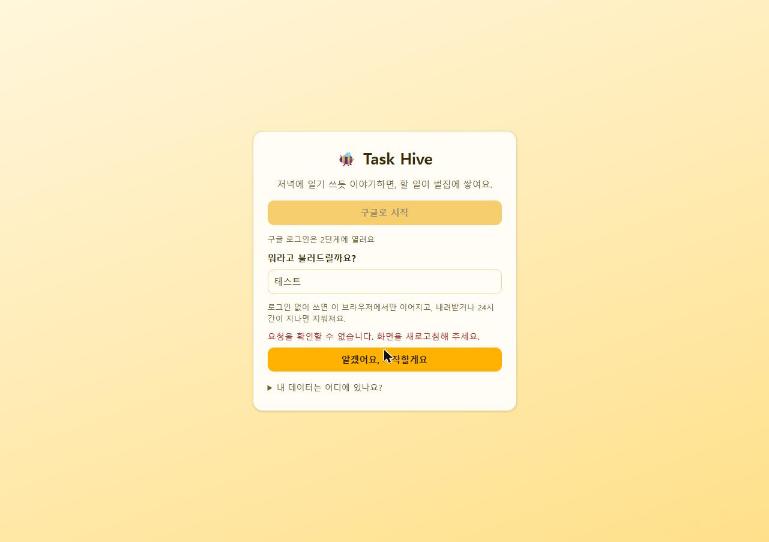 Task Hive
저녁에 일기 쓰듯 이야기하면, 할 일이 벌집에 쌓여요.
구글로 시작
구글 로그인은 2단계에 열려요
뭐라고 불러드릴까요?
테스트
로그인 없이 쓰면 이 브라우저에서만 이어지고, 내려받거나 24시
간이 지나면 지워져요.
요청을 확인할 수 없습니다. 화면을 새로고침해 주세요.
알겠어요, 시작할게요
▶ 내 데이터는 어디에 있나요?